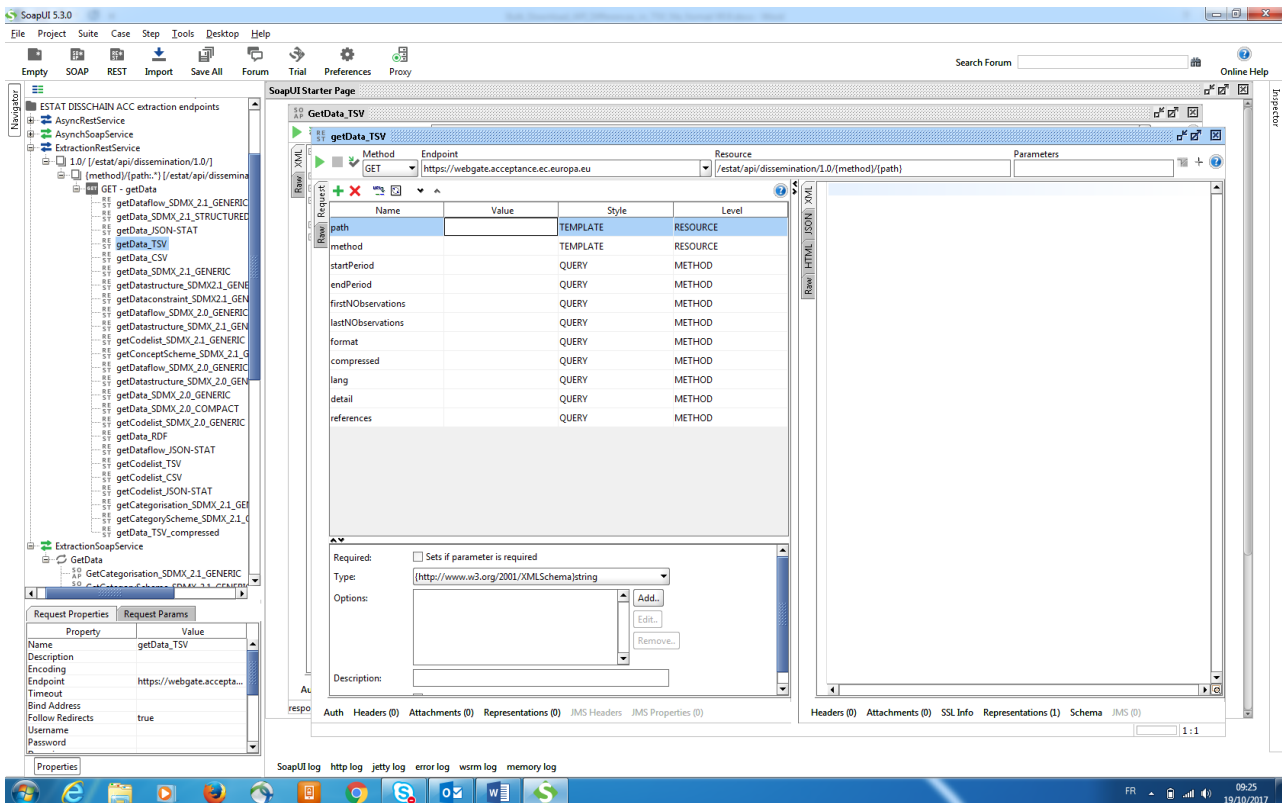 SoapUI 5.3.0
File Project Suite Case Step Tools Desktop Help
Empty SOAP REST Import Save All Forum Trial Preferences Proxy
Search Forum
Online Help
Navigator
SoapUI Starter Page
Inspector
ESTAT DISSCHAIN ACC extraction endpoints
AsyncRestService
AsynchSoapService
ExtractionRestService
1.0/ [/estat/api/dissemination/1.0/]
{method}/{path:.*} [/estat/api/dissemina
GET - getData
getDataflow_SDMX_2.1_GENERIC
getData_SDMX_2.1_STRUCTURED
getData_JSON-STAT
getData_TSV
getData_CSV
getData_SDMX_2.1_GENERIC
getDatastructure_SDMX2.1_GENE
getDataconstraint_SDMX2.1_GEN
getDataflow_SDMX_2.0_GENERIC
getDatastructure_SDMX_2.1_GEN
getCodelist_SDMX_2.1_GENERIC
getConceptScheme_SDMX_2.1_G
getDataflow_SDMX_2.0_GENERIC
getDatastructure_SDMX_2.0_GEN
getData_SDMX_2.0_GENERIC
getData_SDMX_2.0_COMPACT
getCodelist_SDMX_2.0_GENERIC
getData_RDF
getDataflow_JSON-STAT
getCodelist_TSV
getCodelist_CSV
getCodelist_JSON-STAT
getCategorisation_SDMX_2.1_GEI
getCategoryScheme_SDMX_2.1_(
getData_TSV_compressed
ExtractionSoapService
GetData
GetCategorisation_SDMX_2.1_GENERIC
Request Properties Request Params
Property Value
Name getData_TSV
Description
Encoding
Endpoint https://webgate.accepta...
Timeout
Bind Address
Follow Redirects true
Username
Password
Properties
GetData_TSV
getData_TSV
Method Endpoint Resource Parameters
GET https://webgate.acceptance.ec.europa.eu /estat/api/dissemination/1.0/{method}/{path}
XML
Raw
Request
Raw
Name Value Style Level
path TEMPLATE RESOURCE
method TEMPLATE RESOURCE
startPeriod QUERY METHOD
endPeriod QUERY METHOD
firstNObservations QUERY METHOD
lastNObservations QUERY METHOD
format QUERY METHOD
compressed QUERY METHOD
lang QUERY METHOD
detail QUERY METHOD
references QUERY METHOD
XML
JSON
HTML
Raw
Required: Sets if parameter is required
Type: {http://www.w3.org/2001/XMLSchema}string
Options: Add..
Edit..
Remove..
Description:
Au
respo
Auth Headers (0) Attachments (0) Representations (0) JMS Headers JMS Properties (0)
Headers (0) Attachments (0) SSL Info Representations (1) Schema JMS (0)
1:1
SoapUI log http log jetty log error log wsrm log memory log
FR 09:25
19/10/2017